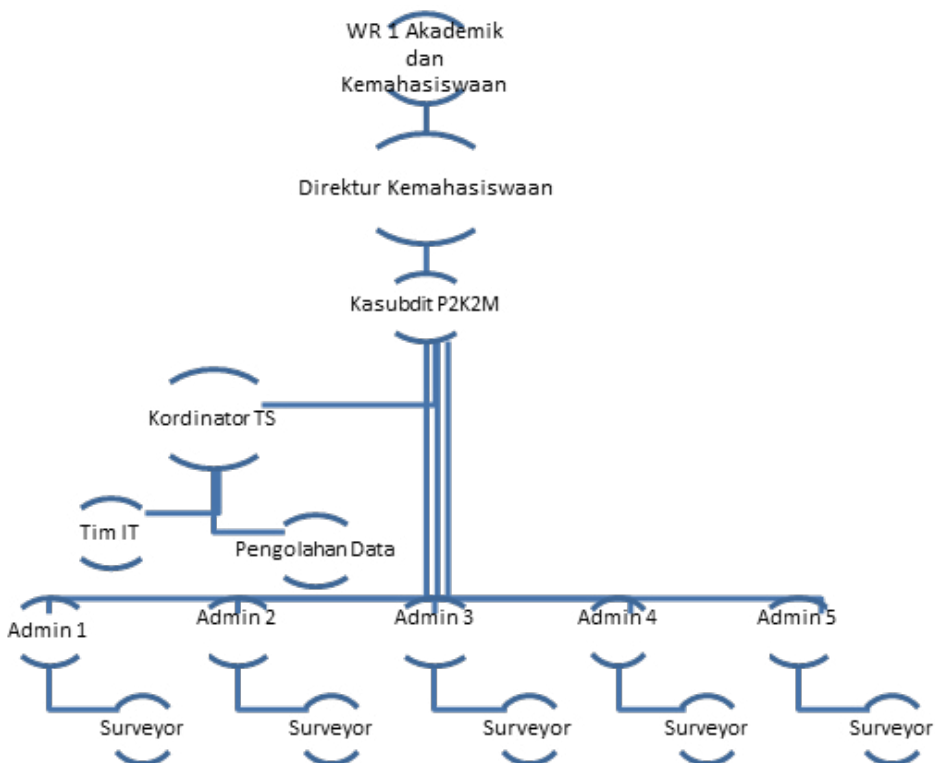 WR 1 Akademik
dan
Kemahasiswaan
Direktur Kemahasiswaan
Kasubdit P2K2M
Kordinator TS
Tim IT
Pengolahan Data
Admin 1
Admin 2
Admin 3
Admin 4
Admin 5
Surveyor
Surveyor
Surveyor
Surveyor
Surveyor